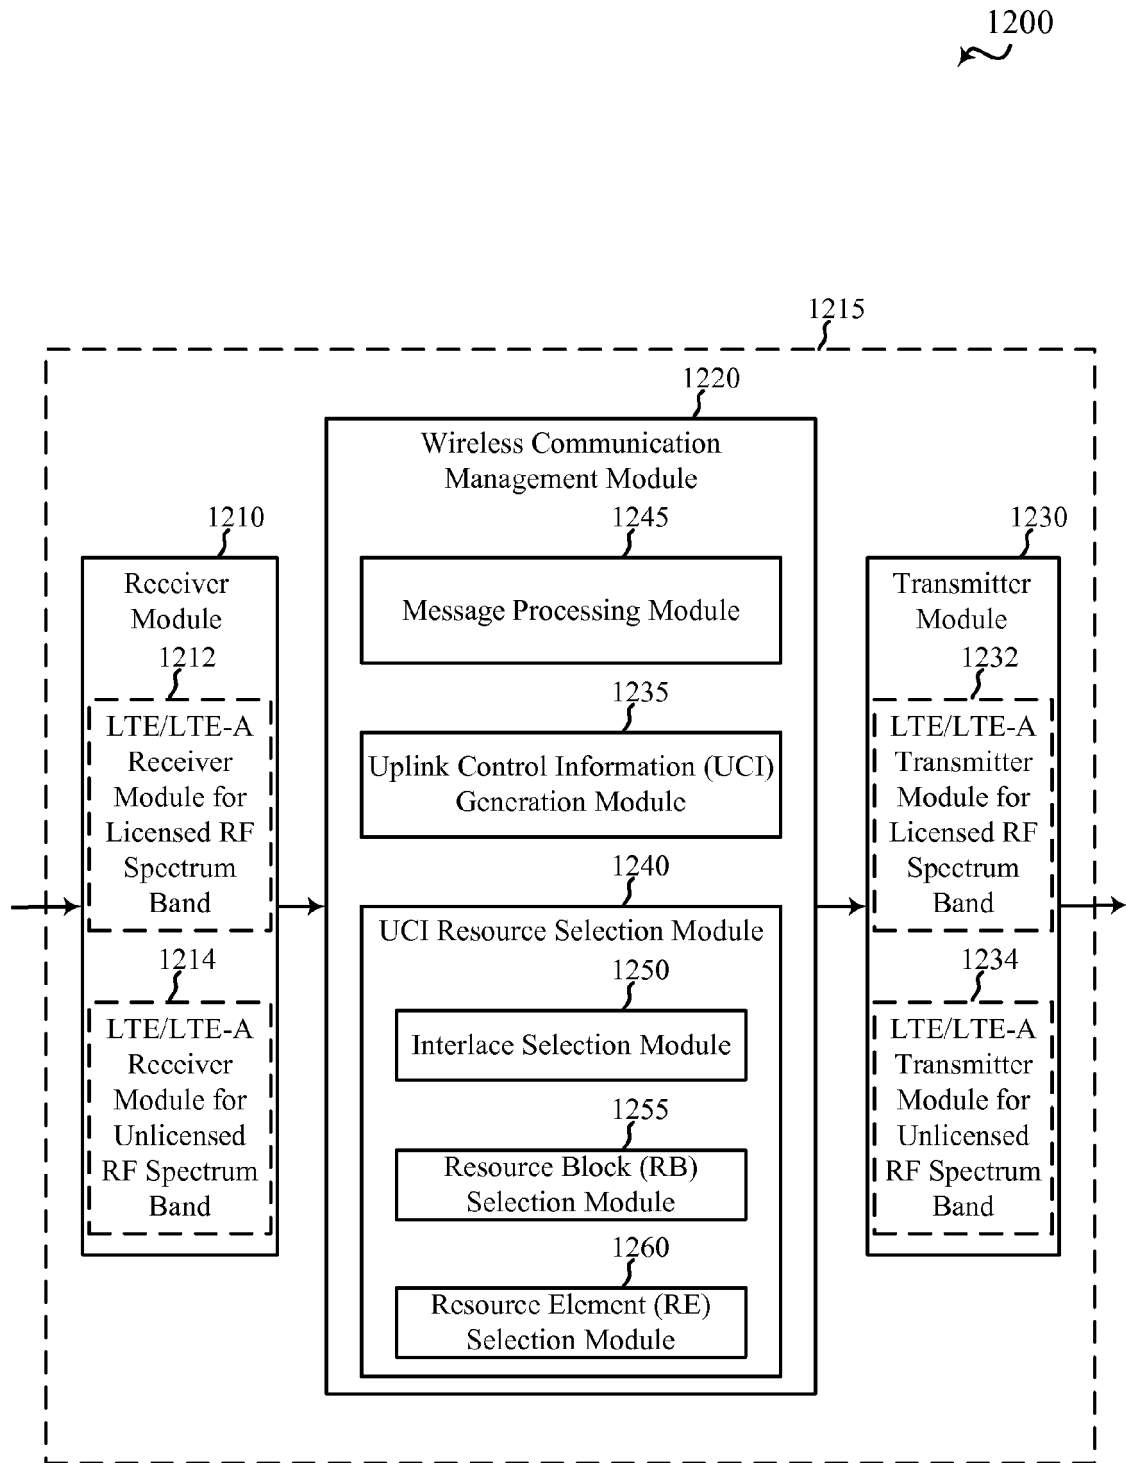 1200
1215
1220
Wireless Communication
Management Module
1210
Receiver
Module
1212
LTE/LTE-A
Receiver
Module for
Licensed RF
Spectrum
Band
1214
LTE/LTE-A
Receiver
Module for
Unlicensed
RF Spectrum
Band
1245
Message Processing Module
1235
Uplink Control Information (UCI)
Generation Module
1240
UCI Resource Selection Module
1250
Interlace Selection Module
1255
Resource Block (RB)
Selection Module
1260
Resource Element (RE)
Selection Module
1230
Transmitter
Module
1232
LTE/LTE-A
Transmitter
Module for
Licensed RF
Spectrum
Band
1234
LTE/LTE-A
Transmitter
Module for
Unlicensed
RF Spectrum
Band